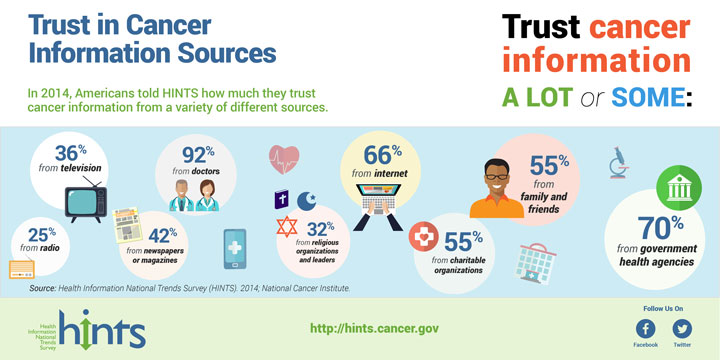 Trust in Cancer
Information Sources
In 2014, Americans told HINTS how much they trust
cancer information from a variety of different sources.
Trust cancer
information
A LOT or SOME:
36%
from television
92%
from doctors
66%
from internet
55%
from
family and
friends
25%
from radio
42%
from newspapers
or magazines
32%
from religious
organizations
and leaders
55%
from charitable
organizations
70%
from government
health agencies
Source: Health Information National Trends Survey (HINTS). 2014; National Cancer Institute.
Health
Information
National
Trends
Survey
hints
http://hints.cancer.gov
Follow Us On
Facebook
Twitter